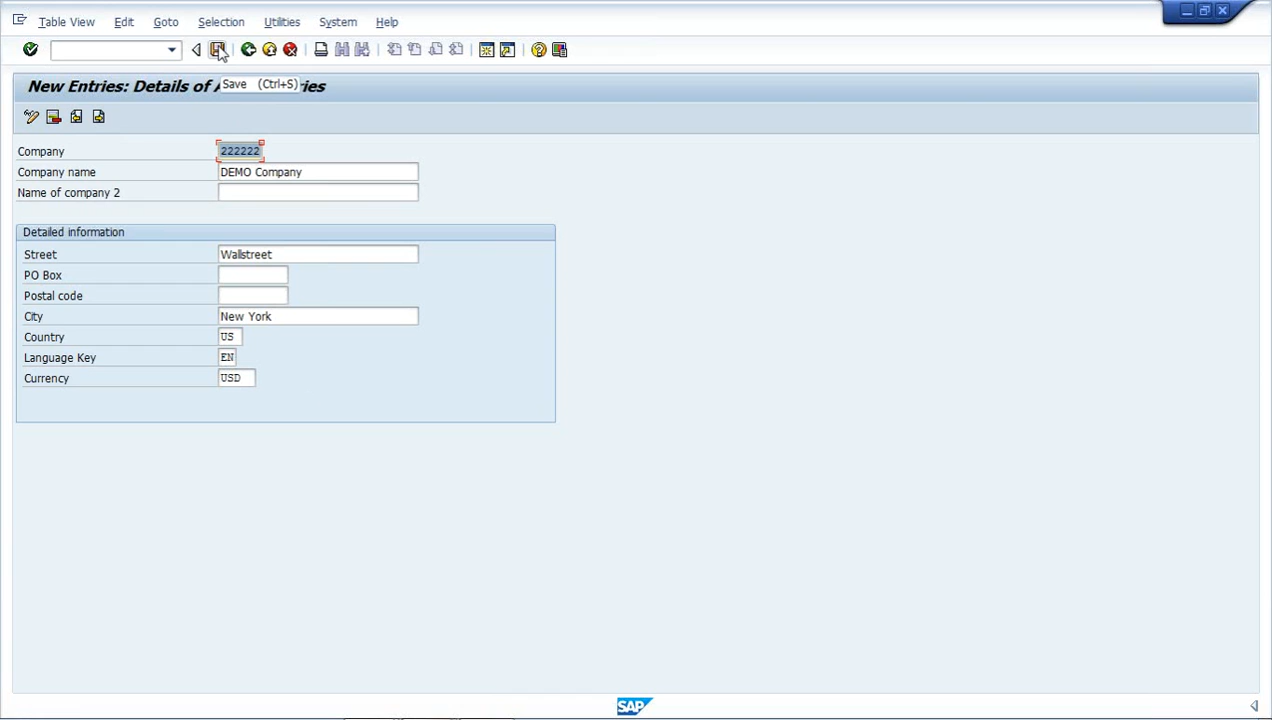 Table View Edit Goto Selection Utilities System Help
New Entries: Details of A
ries
Save (Ctrl+S)
Company 222222
Company name DEMO Company
Name of company 2
Detailed information
Street Wallstreet
PO Box
Postal code
City New York
Country US
Language Key EN
Currency USD
SAP